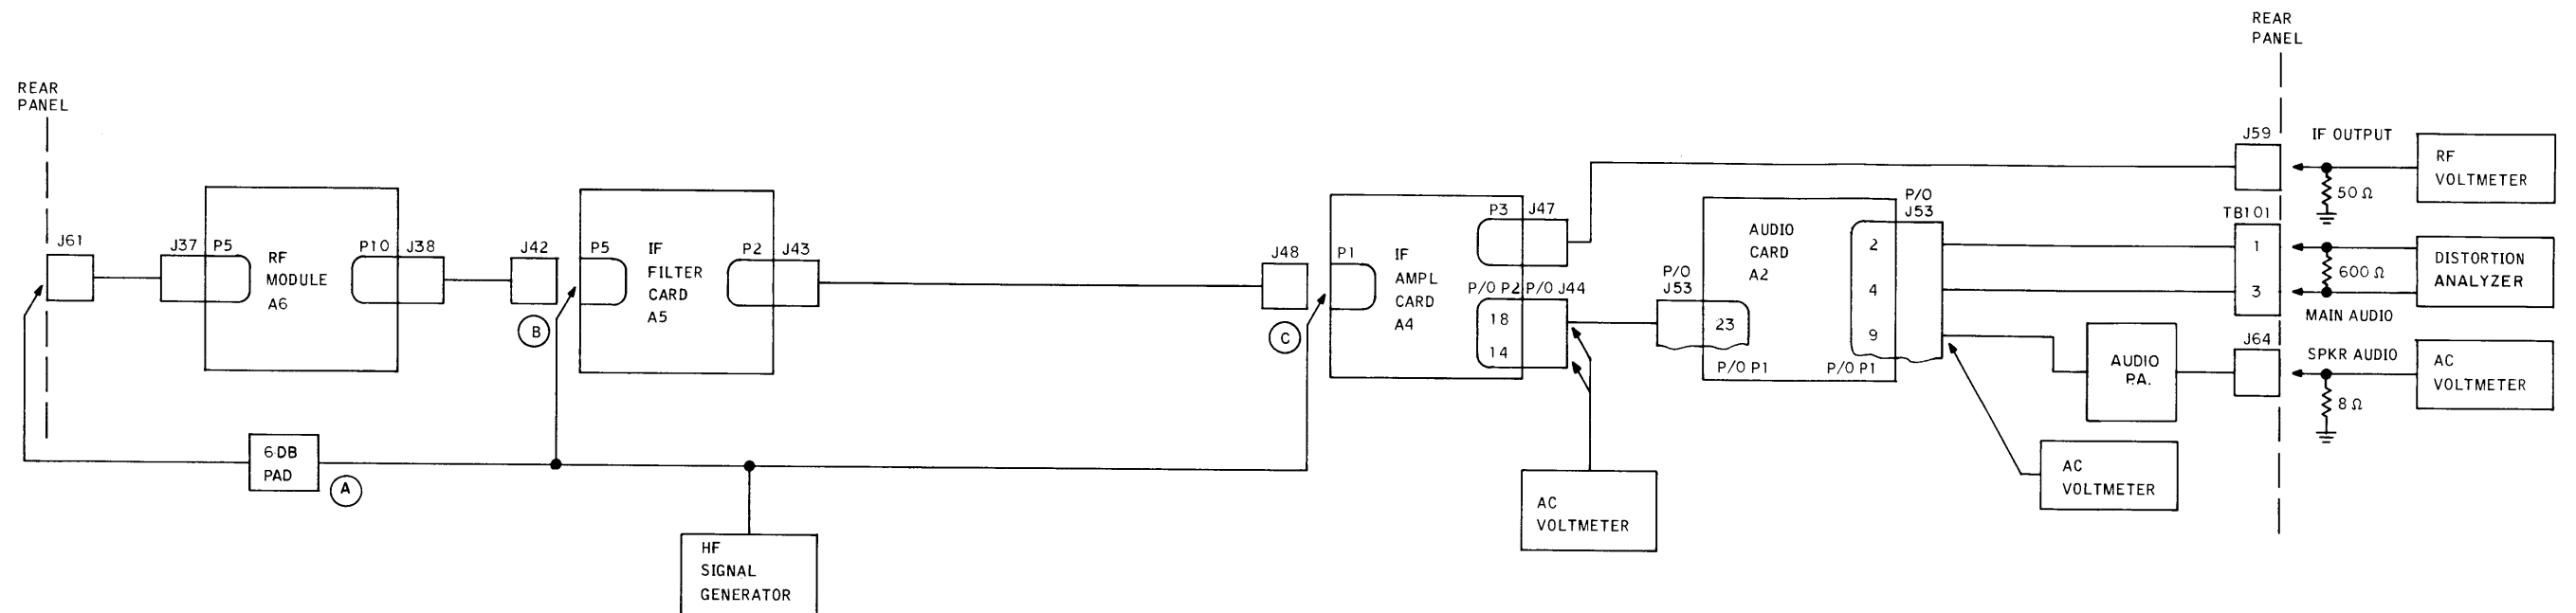 REAR
PANEL
J61
J37
P5
RF
MODULE
A6
P10
J38
J42
P5
IF
FILTER
CARD
A5
P2
J43
J48
P1
IF
AMPL
CARD
A4
P3
J47
P/O P2
P/O J44
18
14
P/O
J53
23
AUDIO
CARD
A2
P/O P1
P/O P1
P/O
J53
2
4
9
REAR
PANEL
J59
IF OUTPUT
RF
VOLTMETER
50 Ω
TB101
1
3
600 Ω
DISTORTION
ANALYZER
MAIN AUDIO
AUDIO
P.A.
J64
SPKR AUDIO
AC
VOLTMETER
8 Ω
AC
VOLTMETER
AC
VOLTMETER
A
B
C
6 DB
PAD
HF
SIGNAL
GENERATOR